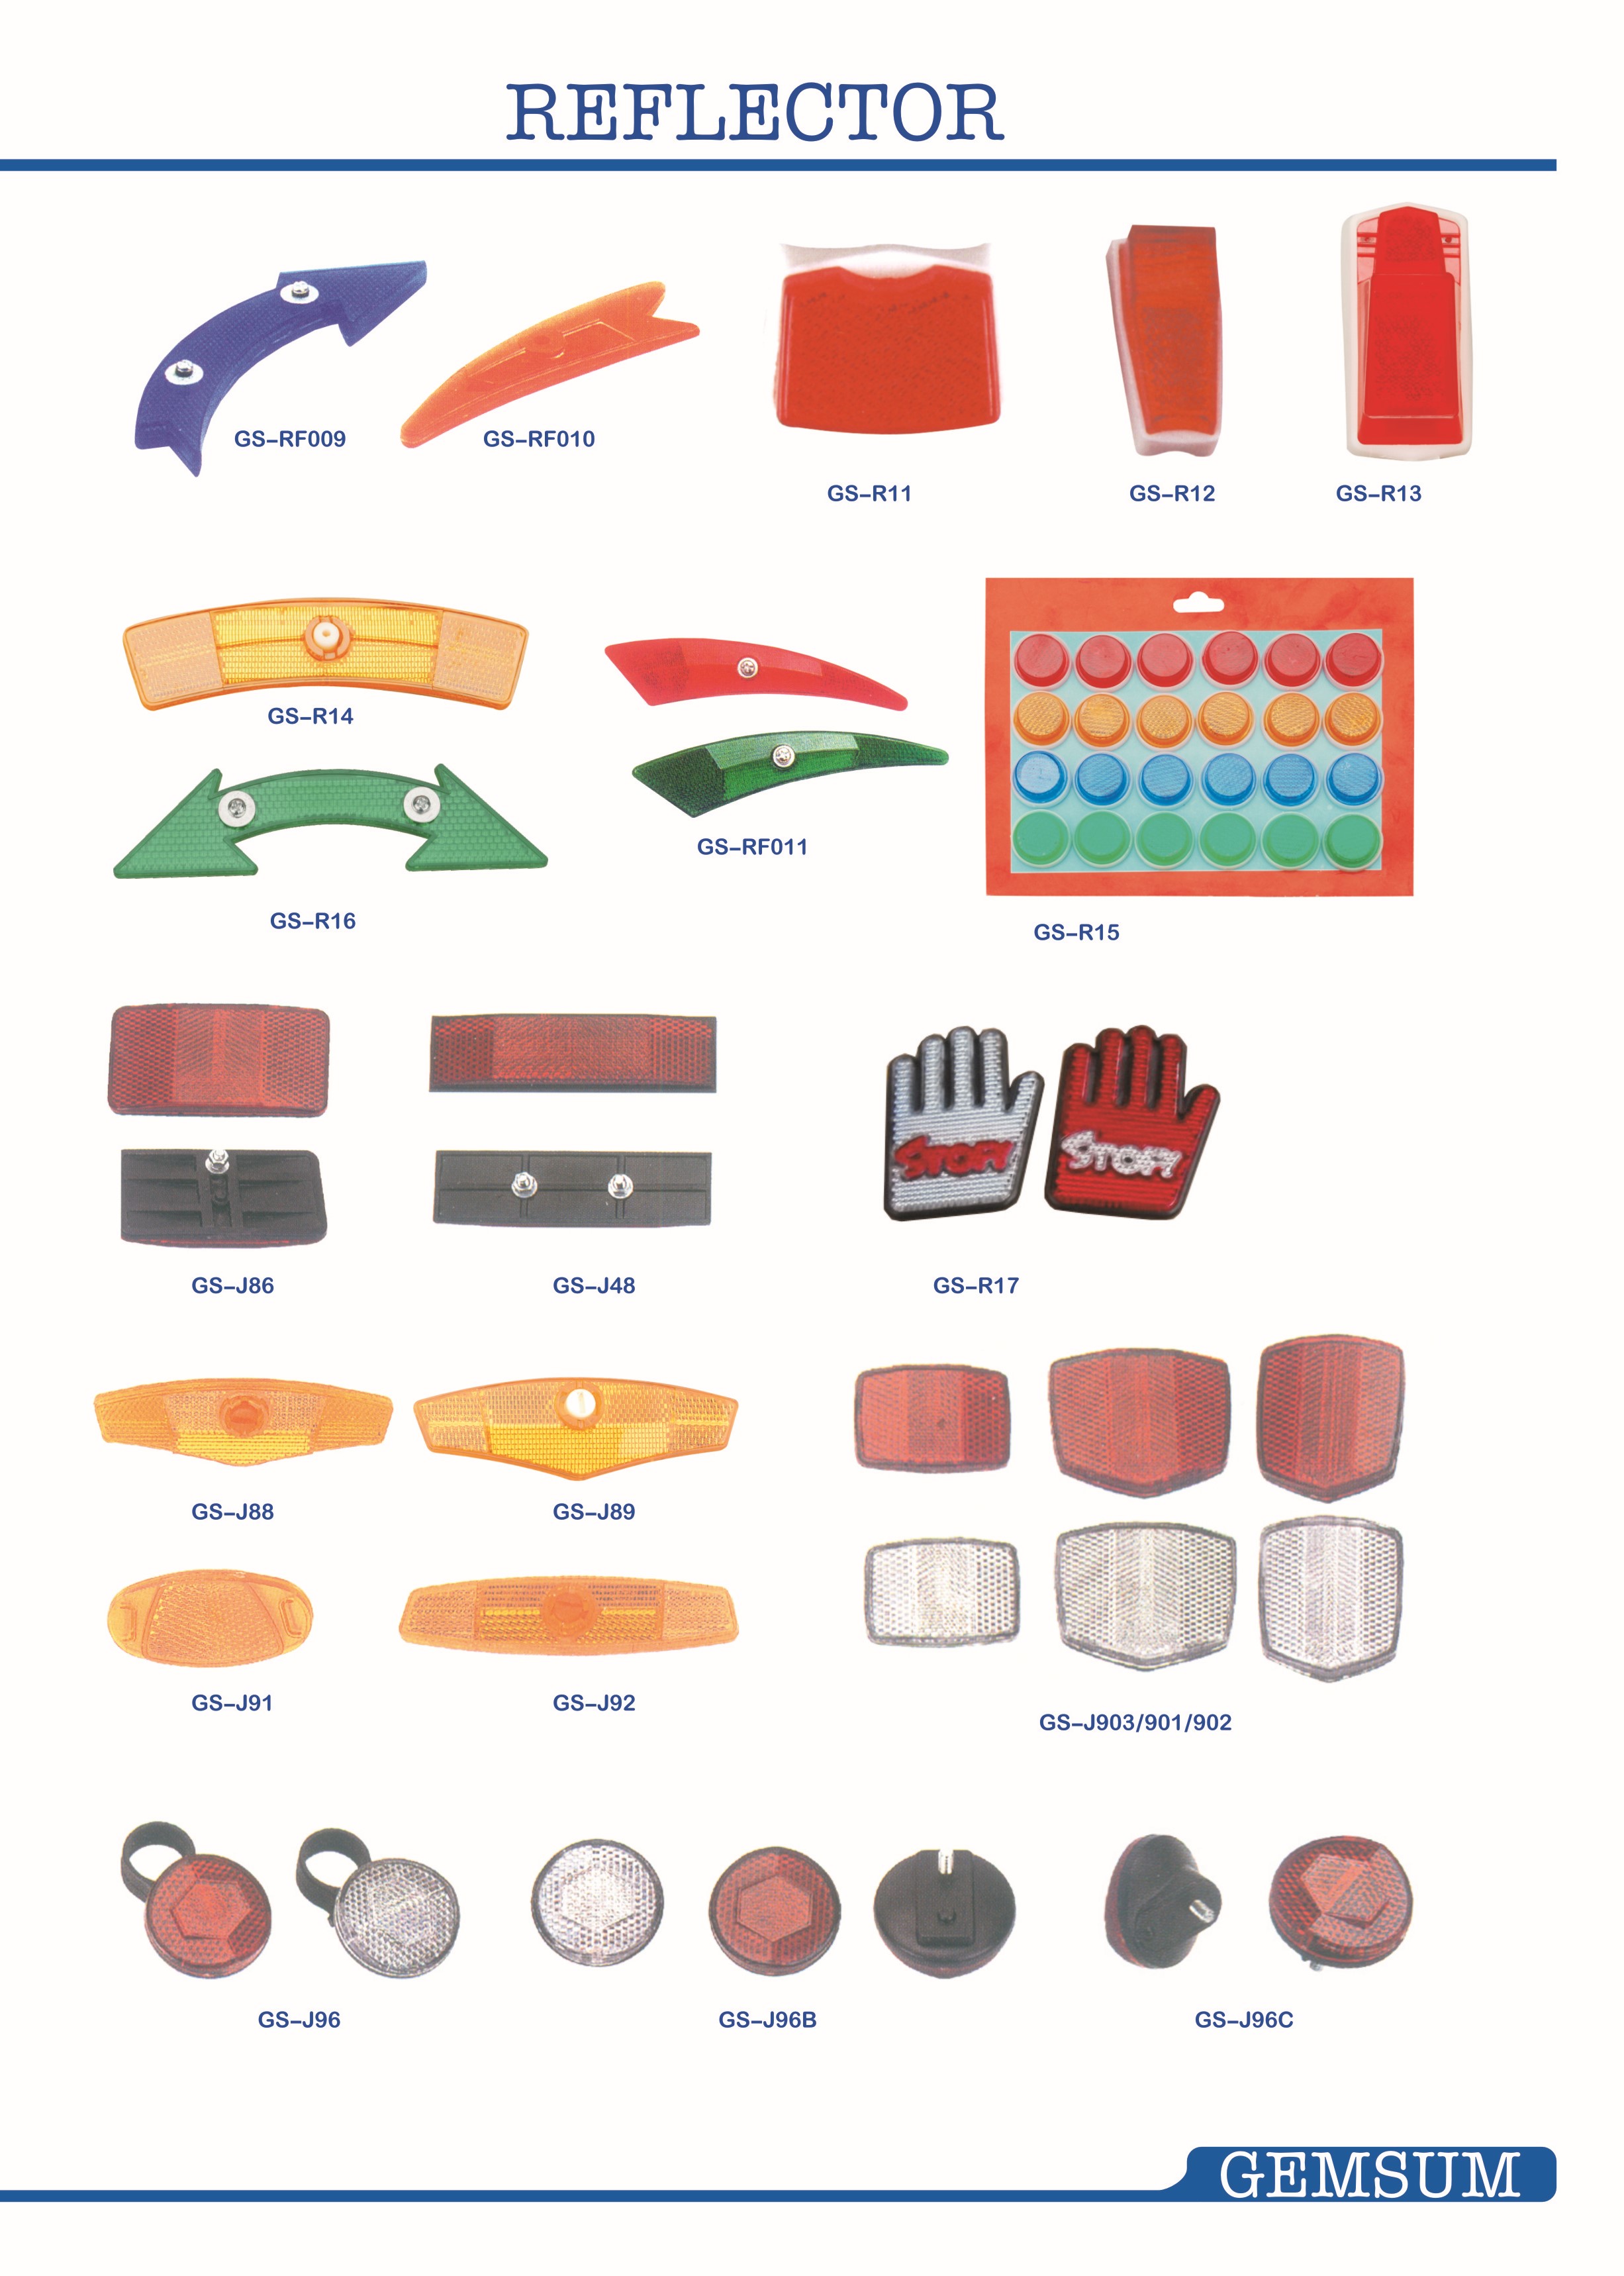 REFLECTOR
GS-RF009
GS-RF010
GS-R11
GS-R12
GS-R13
GS-R14
GS-RF011
GS-R16
GS-R15
STOP!
STOP!
GS-J86
GS-J48
GS-R17
GS-J88
GS-J89
GS-J91
GS-J92
GS-J903/901/902
GS-J96
GS-J96B
GS-J96C
GEMSUM